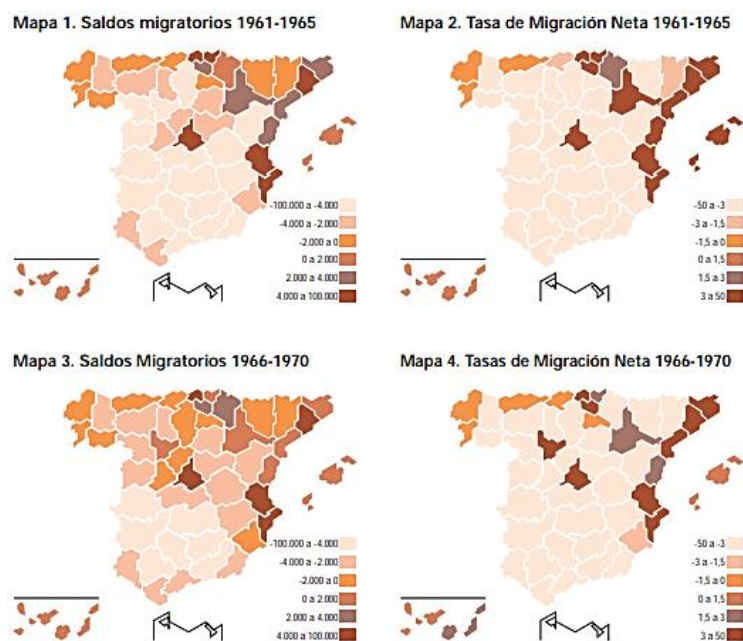 Mapa 1. Saldos migratorios 1961-1965
-100.000 a -4.000
-4.000 a -2.000
-2.000 a 0
0 a 2.000
2.000 a 4.000
4.000 a 100.000
Mapa 2. Tasa de Migración Neta 1961-1965
-50 a -3
-3 a -1,5
-1,5 a 0
0 a 1,5
1,5 a 3
3 a 50
Mapa 3. Saldos Migratorios 1966-1970
-100.000 a -4.000
-4.000 a -2.000
-2.000 a 0
0 a 2.000
2.000 a 4.000
4.000 a 100.000
Mapa 4. Tasas de Migración Neta 1966-1970
-50 a -3
-3 a -1,5
-1,5 a 0
0 a 1,5
1,5 a 3
3 a 50